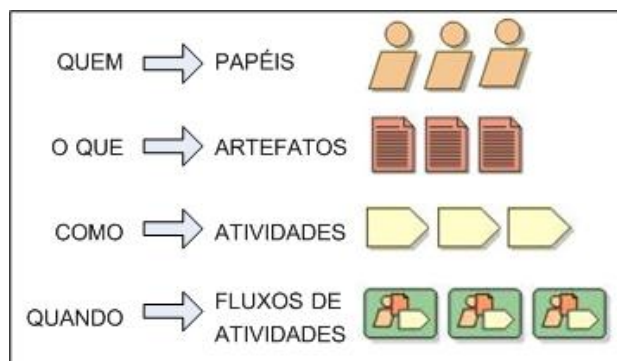 QUEM PAPÉIS
O QUE ARTEFATOS
COMO ATIVIDADES
QUANDO FLUXOS DE
ATIVIDADES